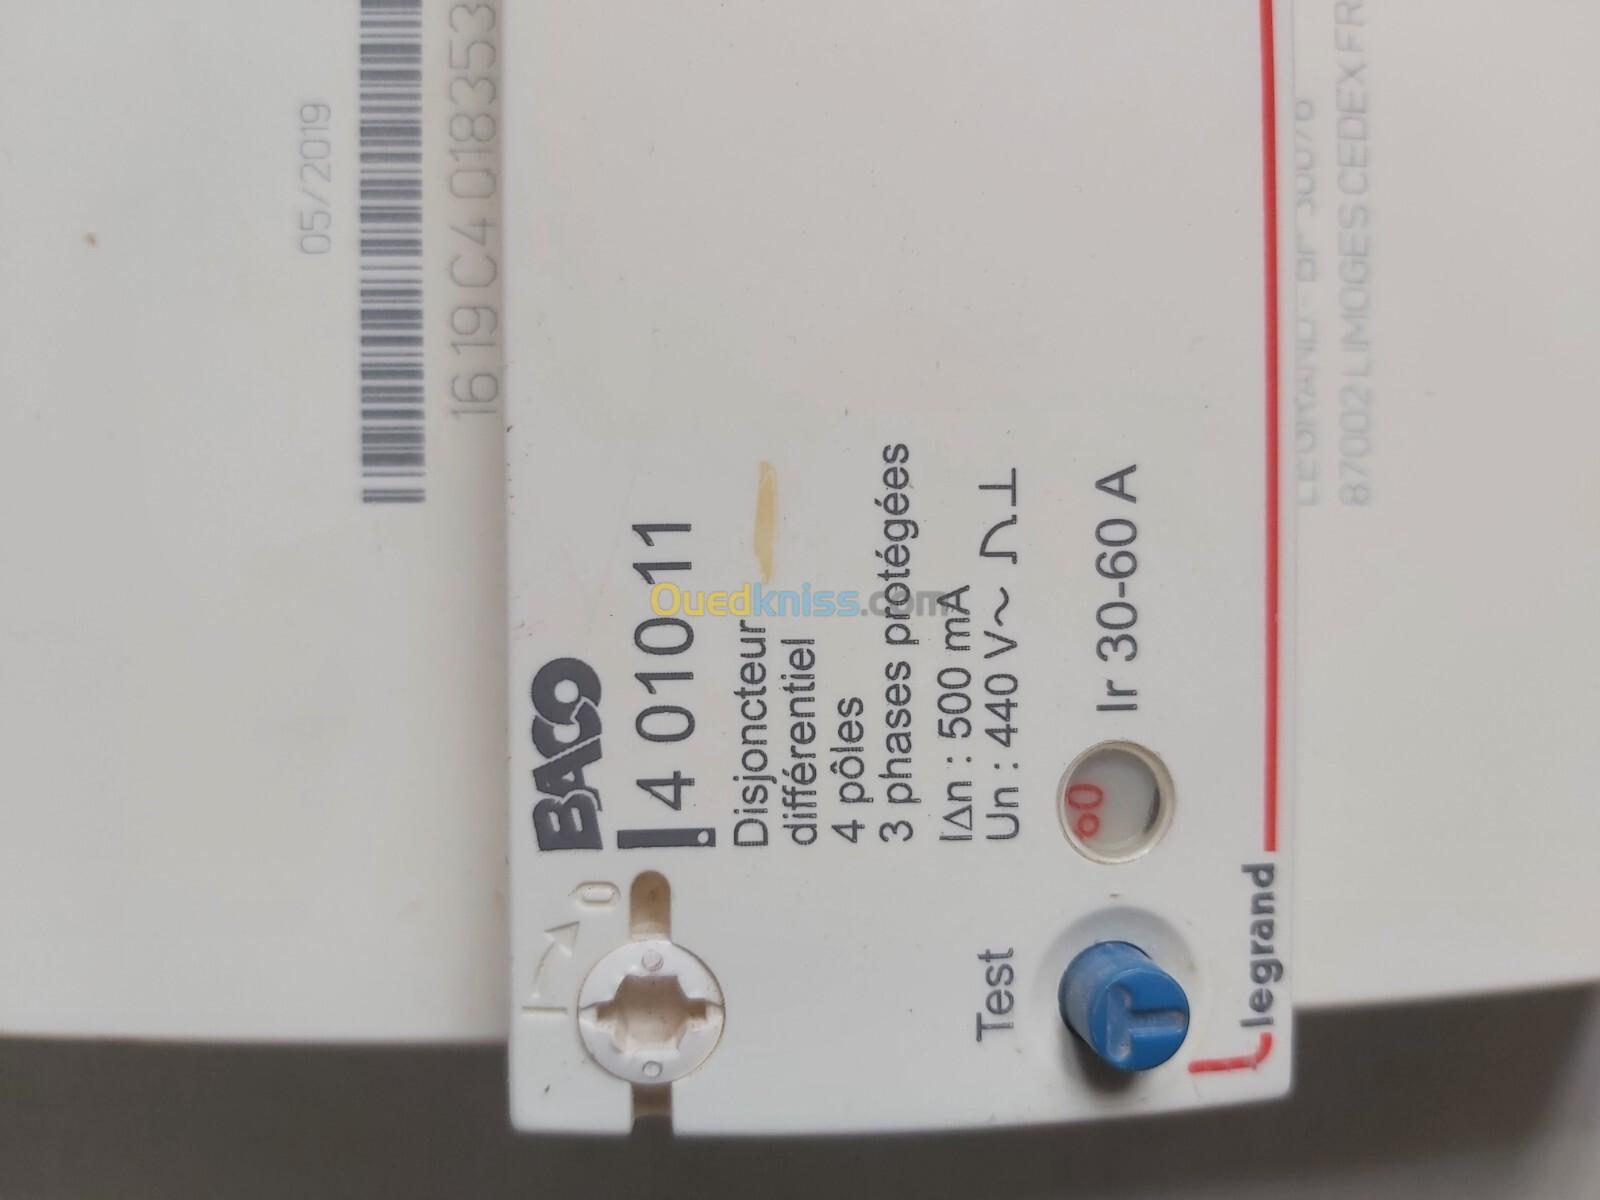 05/2019
16 19 C4 018353
BACO
4 010 11
Disjoncteur
différentiel
4 pôles
3 phases protégées
IΔn : 500 mA
Un : 440 V~
Ir 30-60 A
60
I
0
Test
legrand
LEGRAND - BP 30076
87002 LIMOGES CEDEX FR
Ouedkniss.com